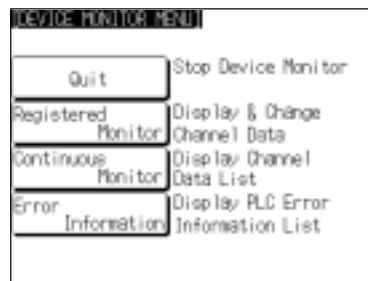 [DEVICE MONITOR MENU]
Quit
Stop Device Monitor
Registered
Monitor
Display & Change
Channel Data
Continuous
Monitor
Display Channel
Data List
Error
Information
Display PLC Error
Information List